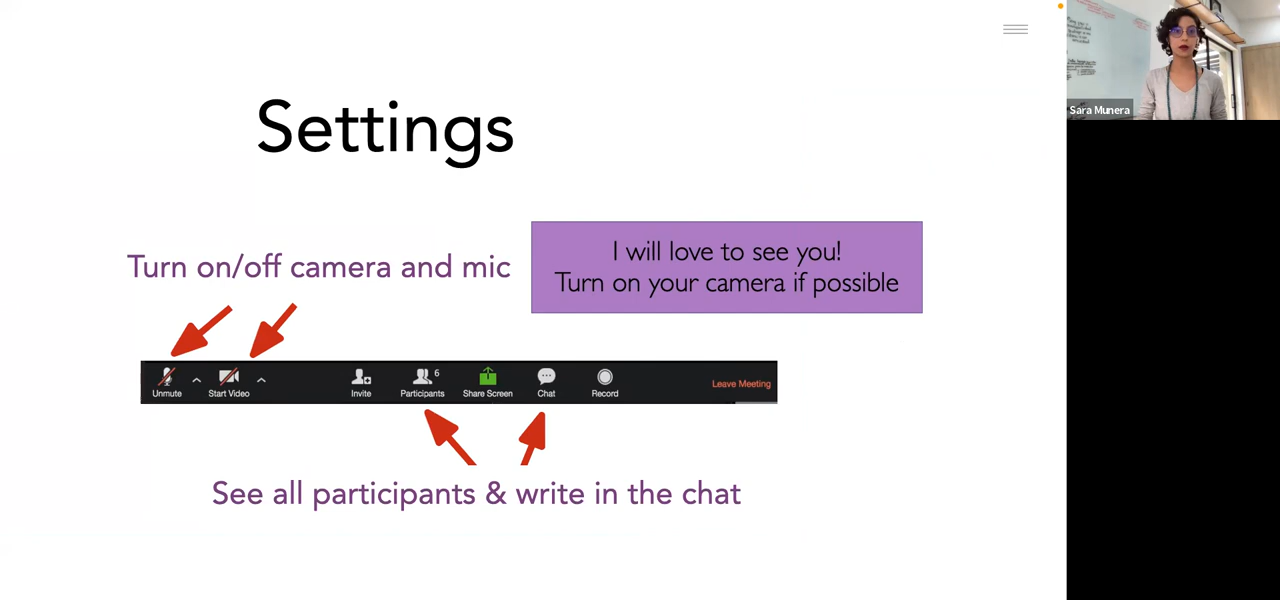 Settings
Turn on/off camera and mic
I will love to see you!
Turn on your camera if possible
Unmute
Start Video
Invite
Participants
6
Share Screen
Chat
Record
Leave Meeting
See all participants & write in the chat
Sara Munera